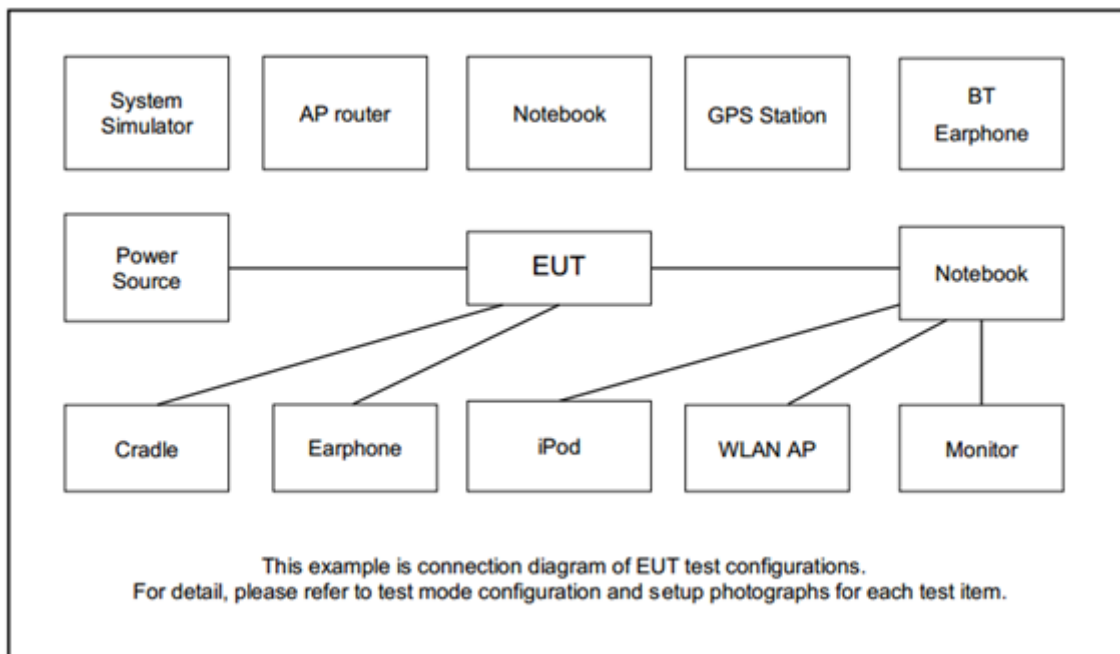 System
Simulator
AP router
Notebook
GPS Station
BT
Earphone
Power
Source
EUT
Notebook
Cradle
Earphone
iPod
WLAN AP
Monitor
This example is connection diagram of EUT test configurations.
For detail, please refer to test mode configuration and setup photographs for each test item.